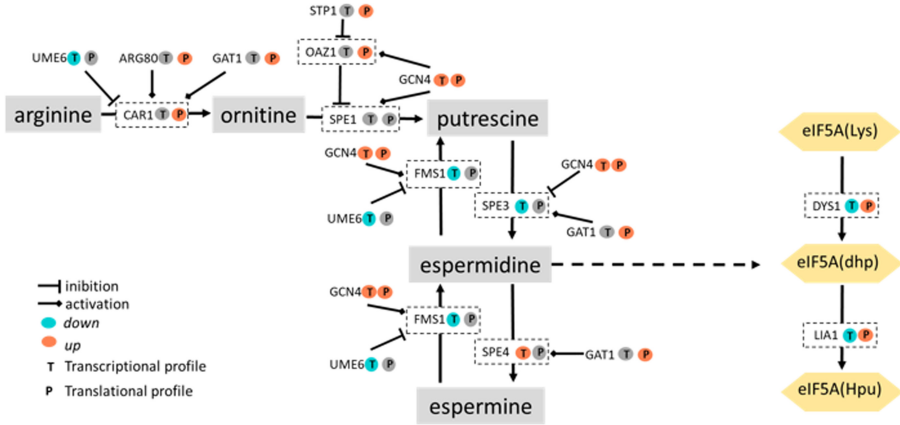 STP1 T P
UME6 T P ARG80 T P GAT1 T P OAZ1 T P
GCN4 T P
arginine CAR1 T P ornitine SPE1 T P putrescine
eIF5A(Lys)
GCN4 T P
FMS1 T P
GCN4 T P
UME6 T P
SPE3 T P
GAT1 T P
DYS1 T P
espermidine
eIF5A(dhp)
inibition
activation
down
up
T Transcriptional profile
P Translational profile
GCN4 T P
FMS1 T P
UME6 T P
SPE4 T P
GAT1 T P
LIA1 T P
espermine
eIF5A(Hpu)